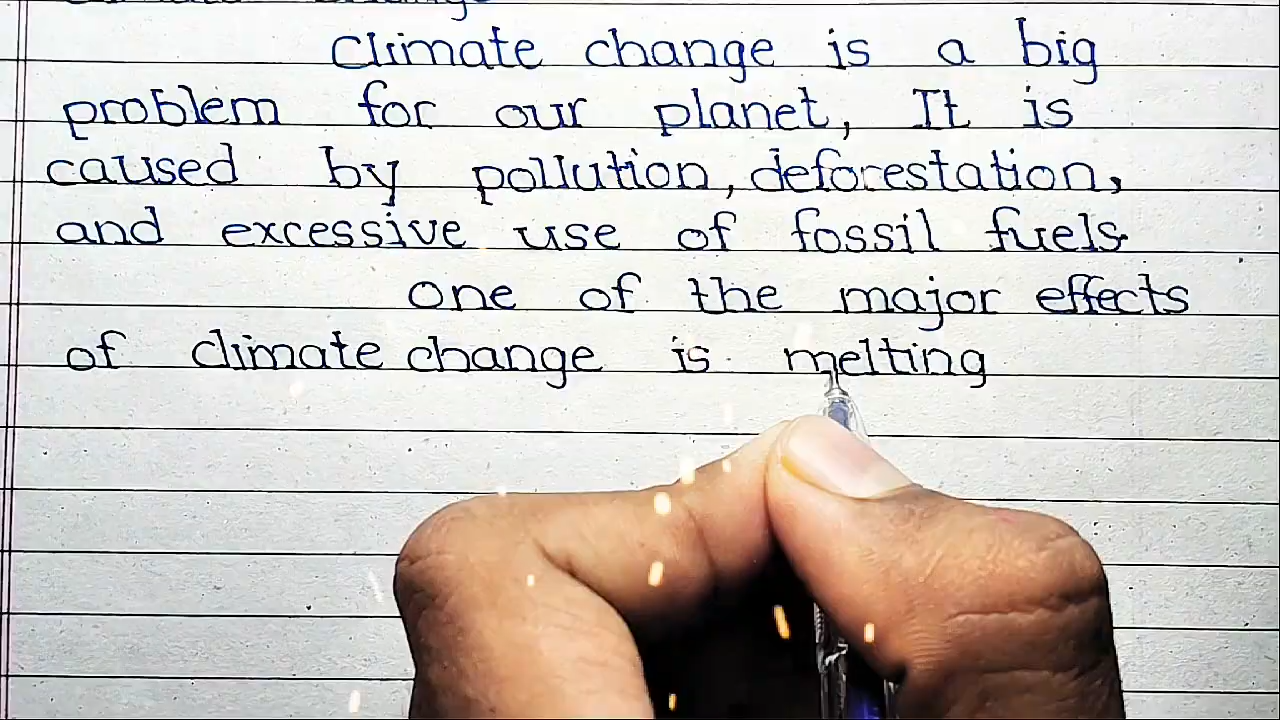 Climate change is a big
problem for our planet, It is
caused by pollution, deforestation,
and excessive use of fossil fuels
One of the major effects
of climate change is melting